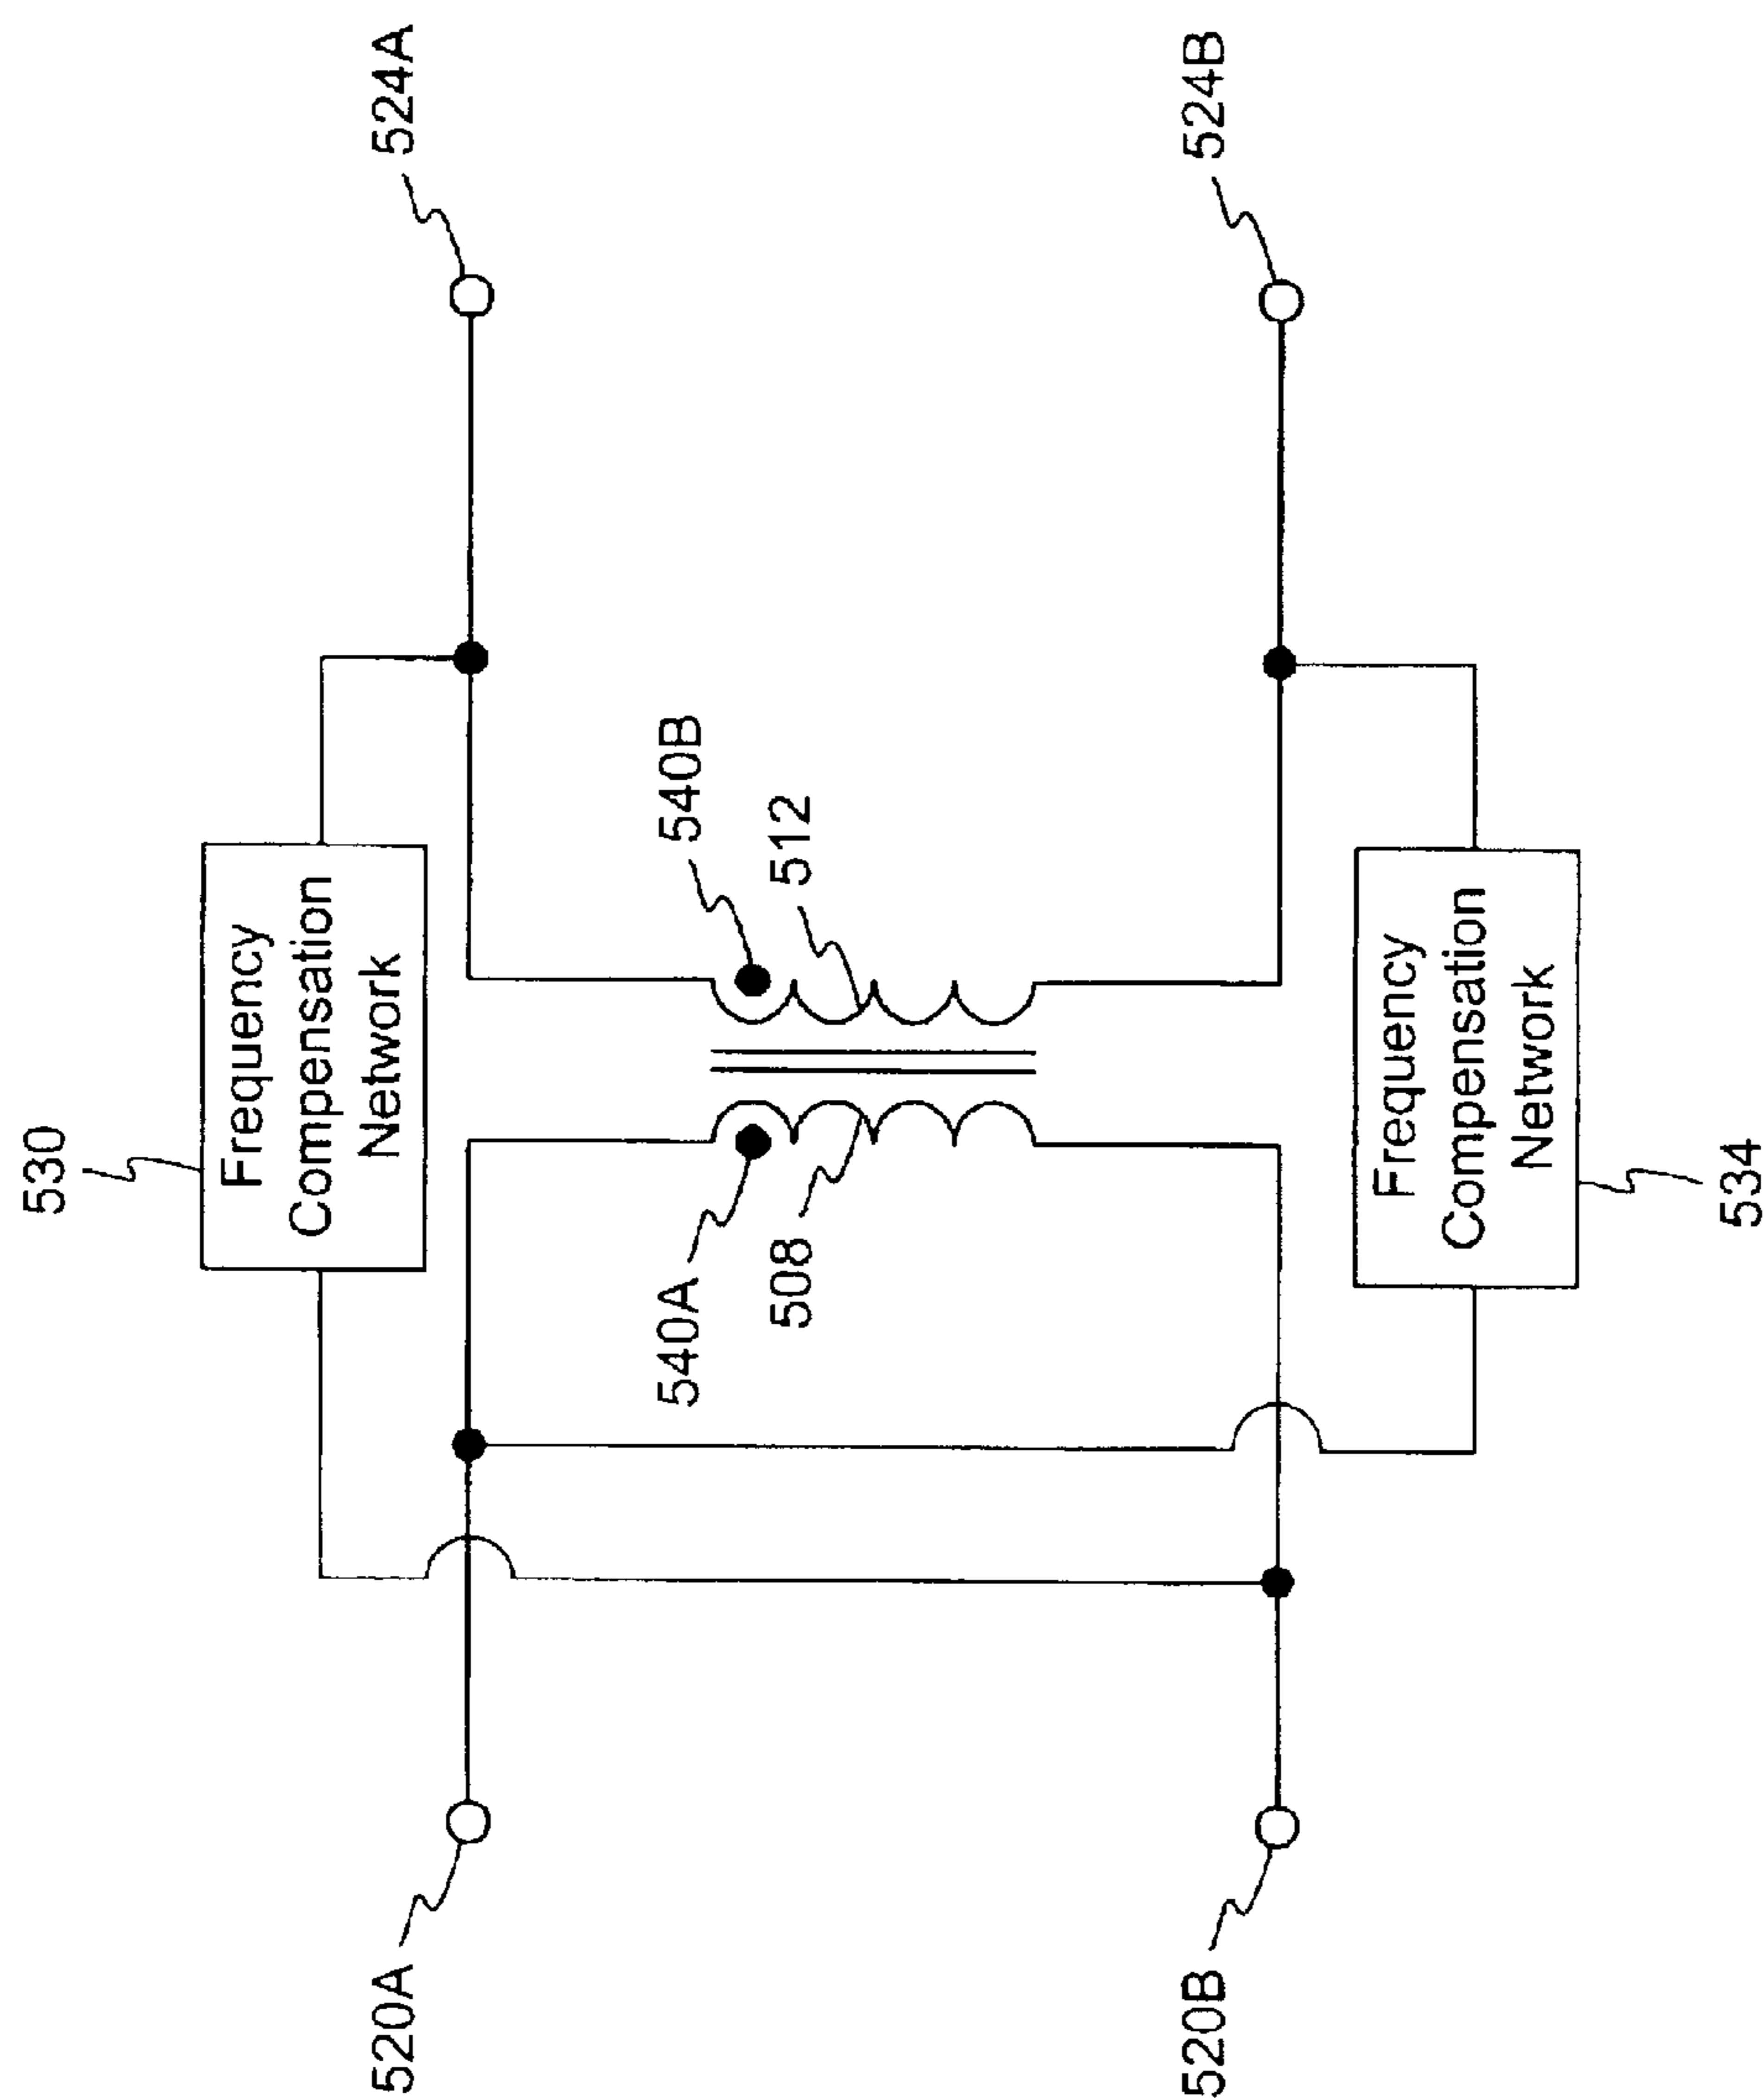 530
Frequency
Compensation
Network
520A
524A
540A
540B
508
512
520B
524B
Frequency
Compensation
Network
534